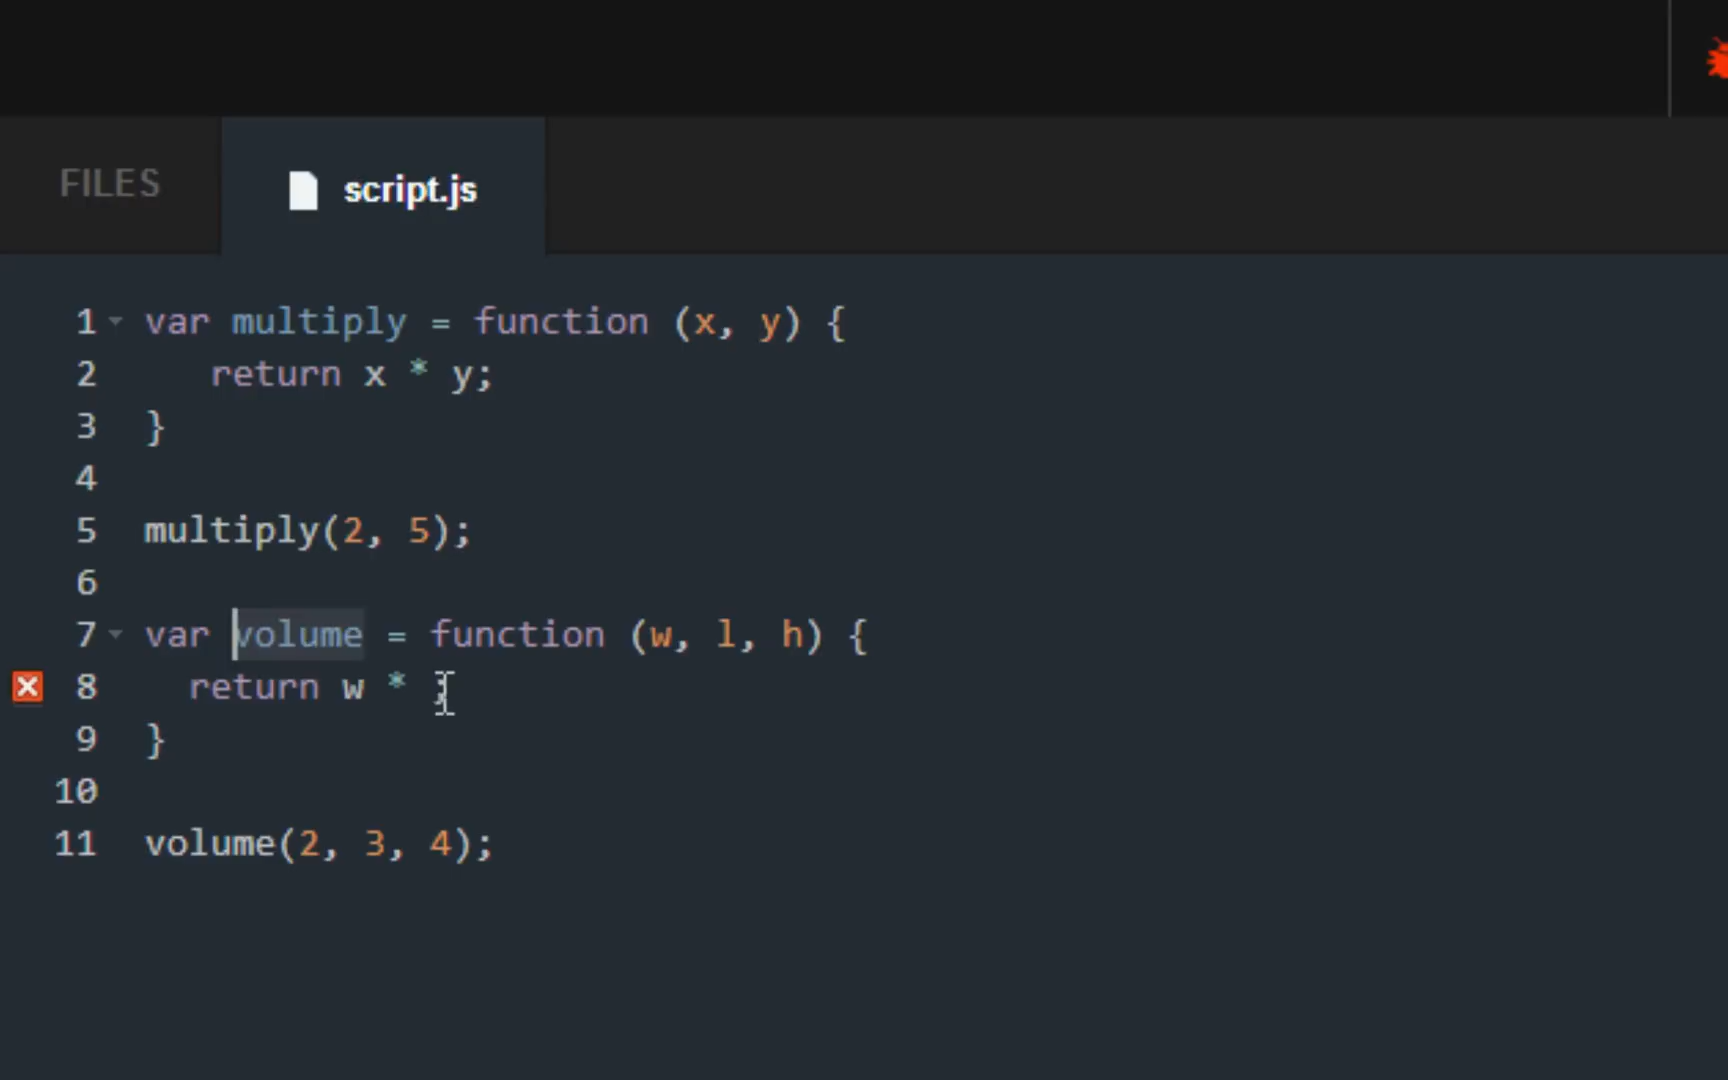 FILES
script.js
1 var multiply = function (x, y) {
2 return x * y;
3 }
4
5 multiply(2, 5);
6
7 var volume = function (w, l, h) {
8 return w * ;
9 }
10
11 volume(2, 3, 4);